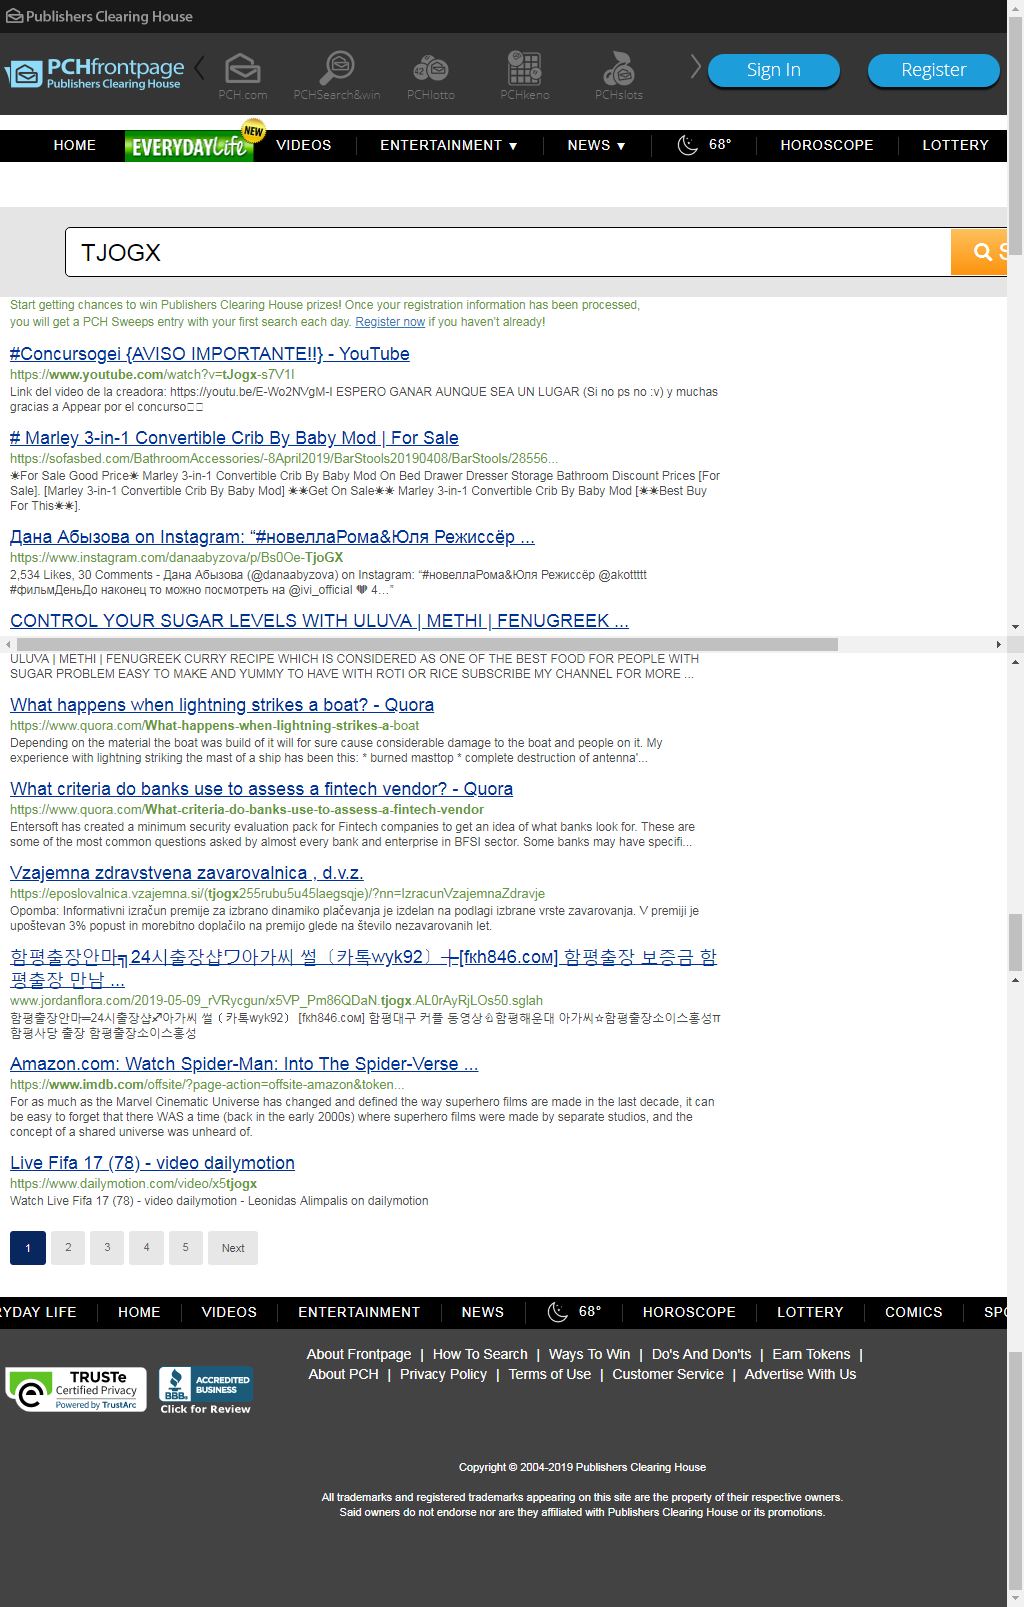 Publishers Clearing House
PCHfrontpage
Publishers Clearing House
PCH.com
PCHSearch&win
PCHlotto
PCHkeno
PCHslots
Sign In
Register
HOME
EVERYDAY Life
NEW
VIDEOS
ENTERTAINMENT ▼
NEWS ▼
68°
HOROSCOPE
LOTTERY
TJOGX
S
Start getting chances to win Publishers Clearing House prizes! Once your registration information has been processed,
you will get a PCH Sweeps entry with your first search each day. Register now if you haven't already!
#Concursogei {AVISO IMPORTANTE!!} - YouTube
https://www.youtube.com/watch?v=tJogx-s7V1I
Link del video de la creadora: https://youtu.be/E-Wo2NVgM-I ESPERO GANAR AUNQUE SEA UN LUGAR (Si no ps no :v) y muchas
gracias a Appear por el concurso
# Marley 3-in-1 Convertible Crib By Baby Mod | For Sale
https://sofasbed.com/BathroomAccessories/-8April2019/BarStools20190408/BarStools/28556...
☀For Sale Good Price☀ Marley 3-in-1 Convertible Crib By Baby Mod On Bed Drawer Dresser Storage Bathroom Discount Prices [For
Sale]. [Marley 3-in-1 Convertible Crib By Baby Mod] ☀☀Get On Sale☀☀ Marley 3-in-1 Convertible Crib By Baby Mod [☀☀Best Buy
For This☀☀].
Дана Абызова on Instagram: "#новеллаРома&Юля Режиссёр ...
https://www.instagram.com/danaabyzova/p/Bs0Oe-TjoGX
2,534 Likes, 30 Comments - Дана Абызова (@danaabyzova) on Instagram: "#новеллаРома&Юля Режиссёр @akottttt
#фильмДеньДо наконец то можно посмотреть на @ivi_official 🖤 4…"
CONTROL YOUR SUGAR LEVELS WITH ULUVA | METHI | FENUGREEK ...
ULUVA | METHI | FENUGREEK CURRY RECIPE WHICH IS CONSIDERED AS ONE OF THE BEST FOOD FOR PEOPLE WITH
SUGAR PROBLEM EASY TO MAKE AND YUMMY TO HAVE WITH ROTI OR RICE SUBSCRIBE MY CHANNEL FOR MORE ...
What happens when lightning strikes a boat? - Quora
https://www.quora.com/What-happens-when-lightning-strikes-a-boat
Depending on the material the boat was build of it will for sure cause considerable damage to the boat and people on it. My
experience with lightning striking the mast of a ship has been this: * burned masttop * complete destruction of antenna'...
What criteria do banks use to assess a fintech vendor? - Quora
https://www.quora.com/What-criteria-do-banks-use-to-assess-a-fintech-vendor
Entersoft has created a minimum security evaluation pack for Fintech companies to get an idea of what banks look for. These are
some of the most common questions asked by almost every bank and enterprise in BFSI sector. Some banks may have specifi...
Vzajemna zdravstvena zavarovalnica , d.v.z.
https://eposlovalnica.vzajemna.si/(tjogx255rubu5u45laegsqje)/?nn=IzracunVzajemnaZdravje
Opomba: Informativni izračun premije za izbrano dinamiko plačevanja je izdelan na podlagi izbrane vrste zavarovanja. V premiji je
upoštevan 3% popust in morebitno doplačilo na premijo glede na število nezavarovanih let.
함평출장안마╗24시출장샵ワ아가씨 썰〔카톡wyk92〕╄[fкh846.coм] 함평출장 보증금 함
평출장 만남 ...
www.jordanflora.com/2019-05-09_rVRycgun/x5VP_Pm86QDaN.tjogx.AL0rAyRjLOs50.sglah
함평출장안마═24시출장샵♐아가씨 썰〔카톡wyk92〕 [fкh846.coм] 함평대구 커플 동영상♘함평해운대 아가씨☆함평출장소이스홍성π
함평사당 출장 함평출장소이스홍성
Amazon.com: Watch Spider-Man: Into The Spider-Verse ...
https://www.imdb.com/offsite/?page-action=offsite-amazon&token...
For as much as the Marvel Cinematic Universe has changed and defined the way superhero films are made in the last decade, it can
be easy to forget that there WAS a time (back in the early 2000s) where superhero films were made by separate studios, and the
concept of a shared universe was unheard of.
Live Fifa 17 (78) - video dailymotion
https://www.dailymotion.com/video/x5tjogx
Watch Live Fifa 17 (78) - video dailymotion - Leonidas Alimpalis on dailymotion
1 2 3 4 5 Next
RYDAY LIFE
HOME
VIDEOS
ENTERTAINMENT
NEWS
68°
HOROSCOPE
LOTTERY
COMICS
SPO
About Frontpage | How To Search | Ways To Win | Do's And Don'ts | Earn Tokens |
About PCH | Privacy Policy | Terms of Use | Customer Service | Advertise With Us
TRUSTe
Certified Privacy
Powered by TrustArc
BBB.
ACCREDITED
BUSINESS
Click for Review
Copyright © 2004-2019 Publishers Clearing House
All trademarks and registered trademarks appearing on this site are the property of their respective owners.
Said owners do not endorse nor are they affiliated with Publishers Clearing House or its promotions.